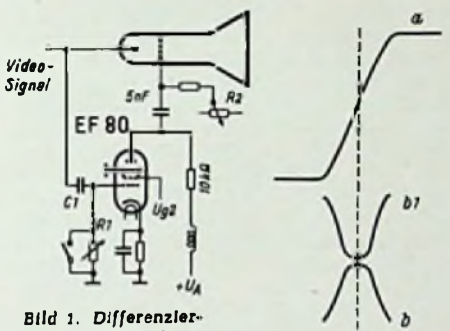 Video-
Signal
5nF
R2
EF 80
C1
R1
Ug2
10kΩ
+UA
a
b1
b
Bild 1. Differenzier-